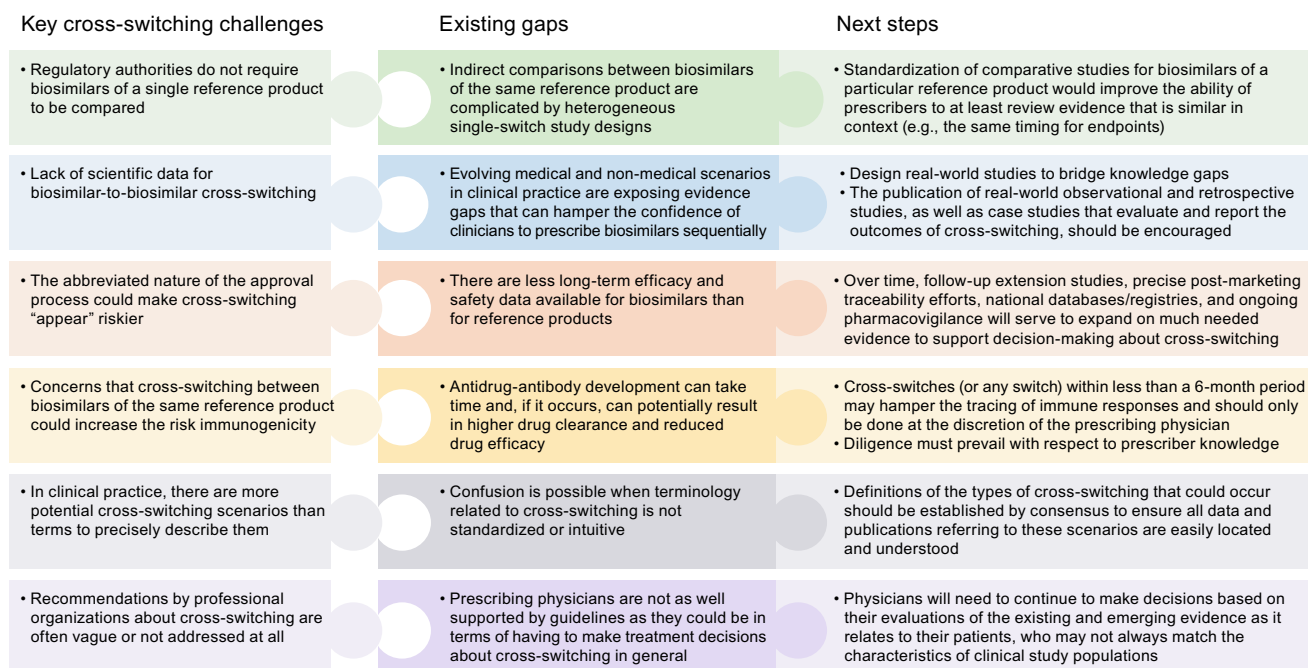 Key cross-switching challenges
Existing gaps
Next steps
• Regulatory authorities do not require
biosimilars of a single reference product
to be compared
• Indirect comparisons between biosimilars
of the same reference product are
complicated by heterogeneous
single-switch study designs
• Standardization of comparative studies for biosimilars of a
particular reference product would improve the ability of
prescribers to at least review evidence that is similar in
context (e.g., the same timing for endpoints)
• Lack of scientific data for
biosimilar-to-biosimilar cross-switching
• Evolving medical and non-medical scenarios
in clinical practice are exposing evidence
gaps that can hamper the confidence of
clinicians to prescribe biosimilars sequentially
• Design real-world studies to bridge knowledge gaps
• The publication of real-world observational and retrospective
studies, as well as case studies that evaluate and report the
outcomes of cross-switching, should be encouraged
• The abbreviated nature of the approval
process could make cross-switching
“appear” riskier
• There are less long-term efficacy and
safety data available for biosimilars than
for reference products
• Over time, follow-up extension studies, precise post-marketing
traceability efforts, national databases/registries, and ongoing
pharmacovigilance will serve to expand on much needed
evidence to support decision-making about cross-switching
• Concerns that cross-switching between
biosimilars of the same reference product
could increase the risk immunogenicity
• Antidrug-antibody development can take
time and, if it occurs, can potentially result
in higher drug clearance and reduced
drug efficacy
• Cross-switches (or any switch) within less than a 6-month period
may hamper the tracing of immune responses and should only
be done at the discretion of the prescribing physician
• Diligence must prevail with respect to prescriber knowledge
• In clinical practice, there are more
potential cross-switching scenarios than
terms to precisely describe them
• Confusion is possible when terminology
related to cross-switching is not
standardized or intuitive
• Definitions of the types of cross-switching that could occur
should be established by consensus to ensure all data and
publications referring to these scenarios are easily located
and understood
• Recommendations by professional
organizations about cross-switching are
often vague or not addressed at all
• Prescribing physicians are not as well
supported by guidelines as they could be in
terms of having to make treatment decisions
about cross-switching in general
• Physicians will need to continue to make decisions based on
their evaluations of the existing and emerging evidence as it
relates to their patients, who may not always match the
characteristics of clinical study populations